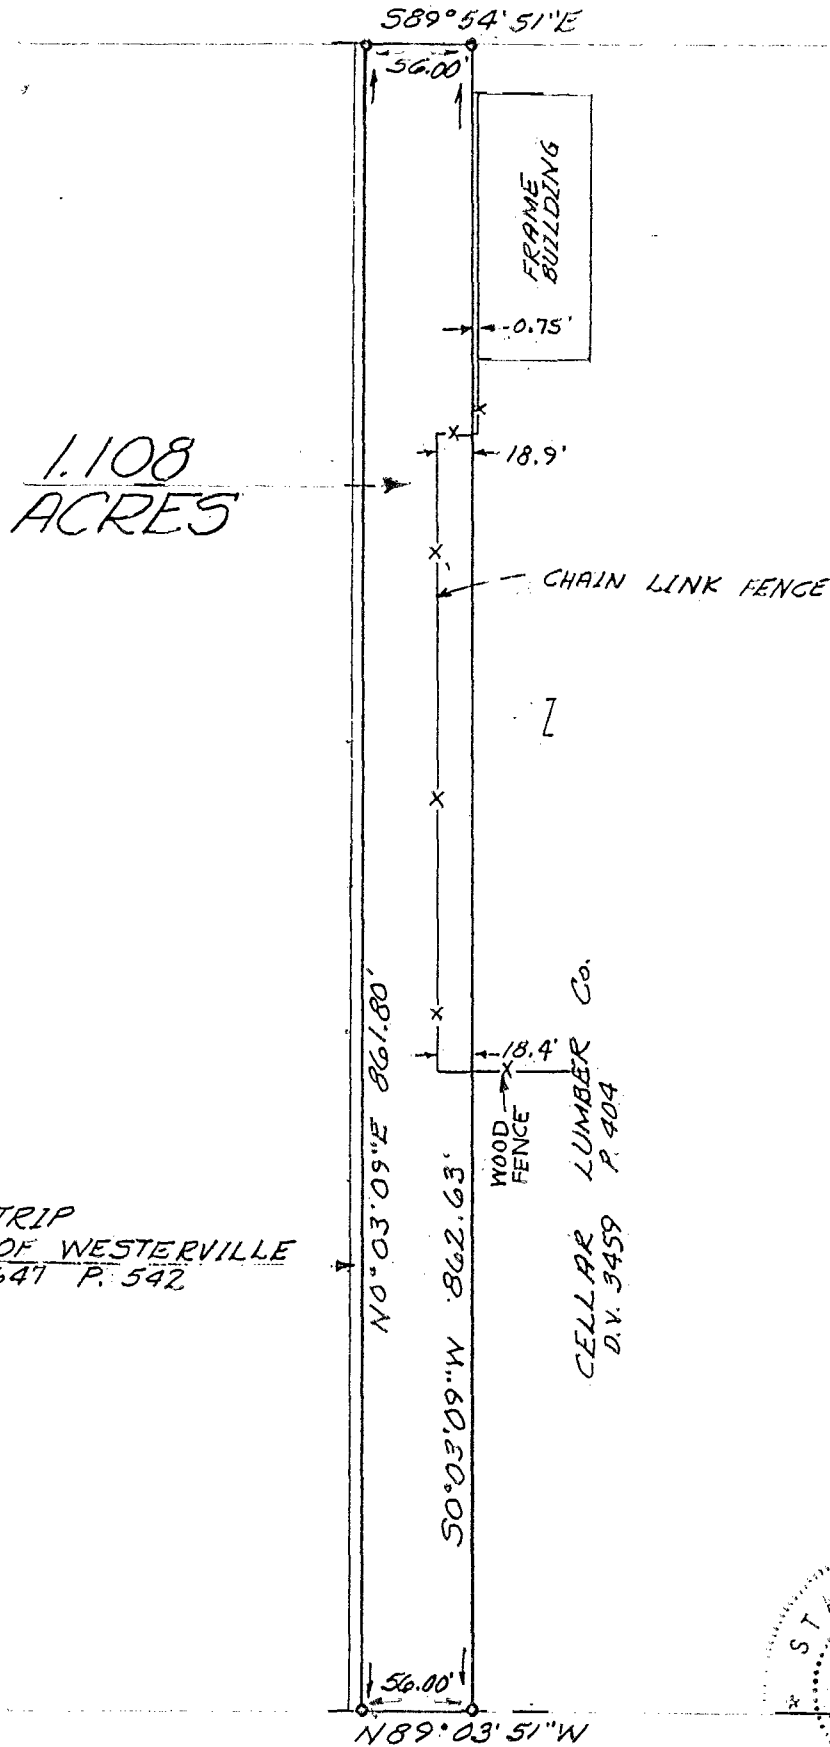 S89°54'51"E
56.00'
FRAME
BUILDING
0.75'
18.9'
1.108
ACRES
CHAIN LINK FENCE
N0°03'09"E 861.80'
18.4'
WOOD
FENCE
S0°03'09"W 862.63'
CELLAR LUMBER Co.
D.V. 3459 P. 404
TRIP
OF WESTERVILLE
647 P. 542
56.00'
N89°03'51"W